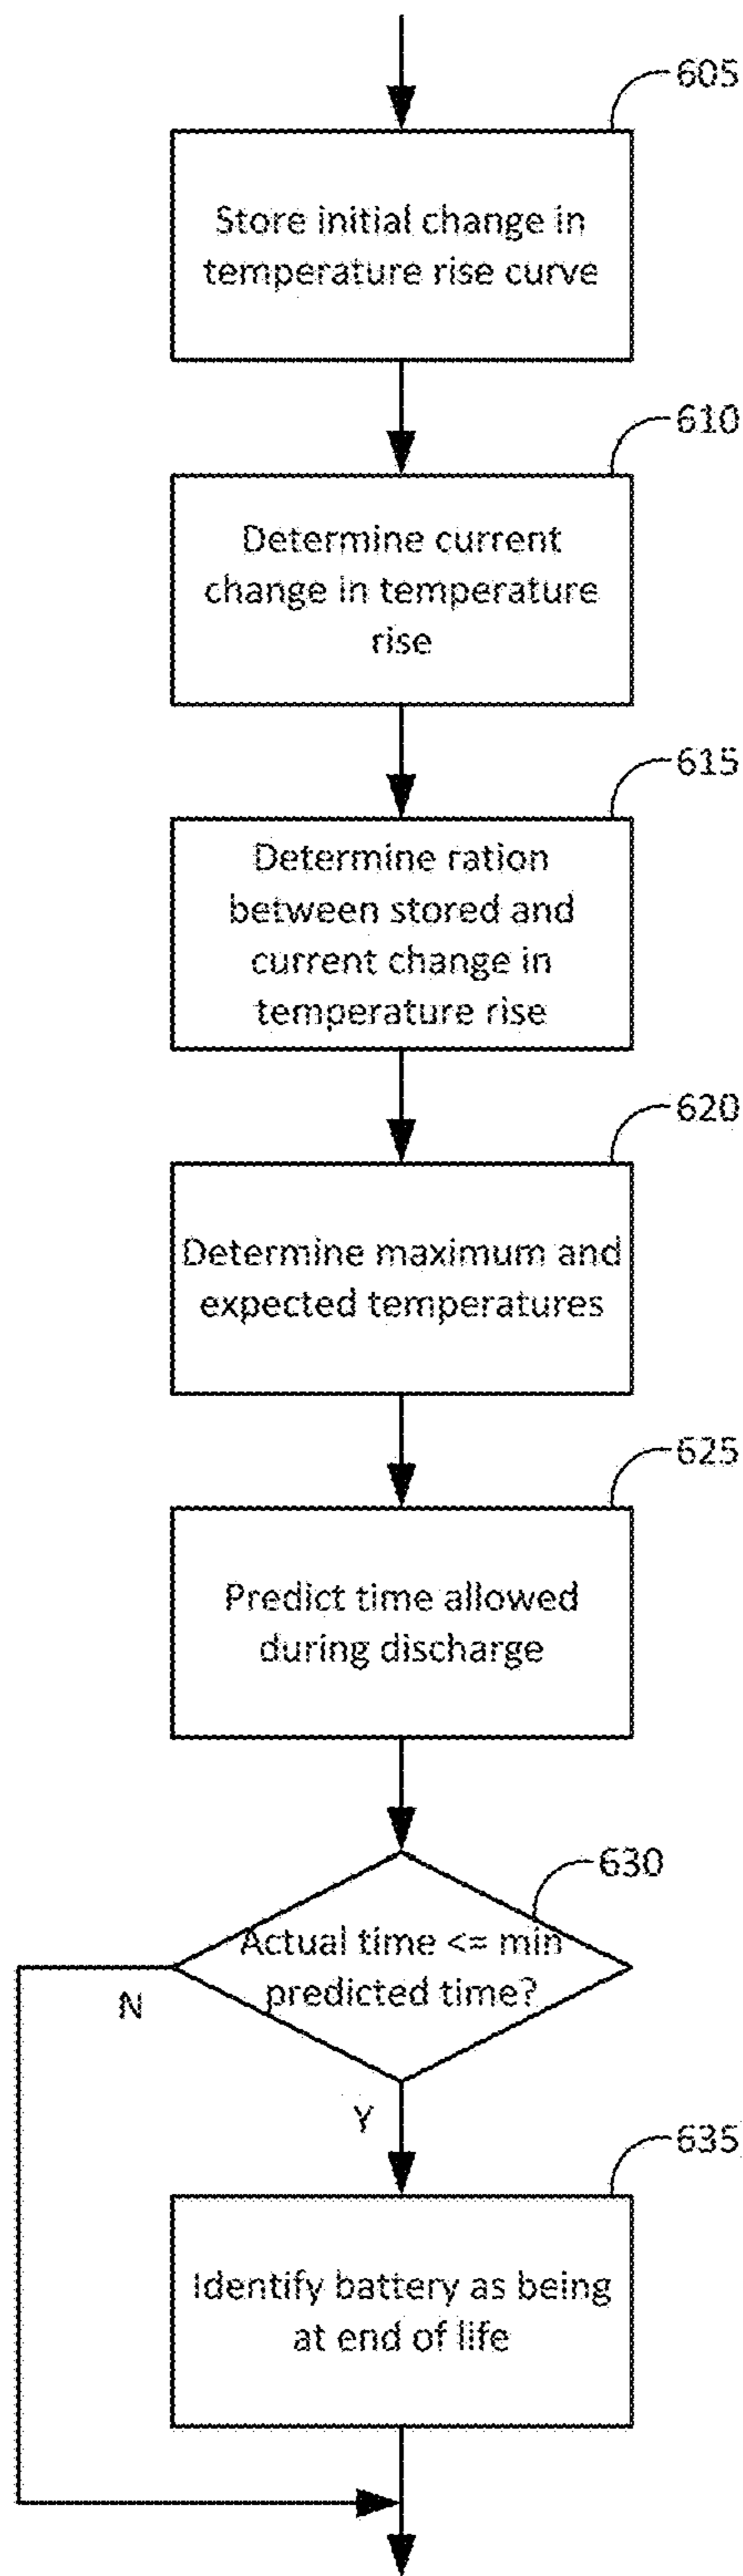 605
Store initial change in
temperature rise curve
610
Determine current
change in temperature
rise
615
Determine ration
between stored and
current change in
temperature rise
620
Determine maximum and
expected temperatures
625
Predict time allowed
during discharge
630
Actual time <= min
predicted time?
N
Y
635
Identify battery as being
at end of life